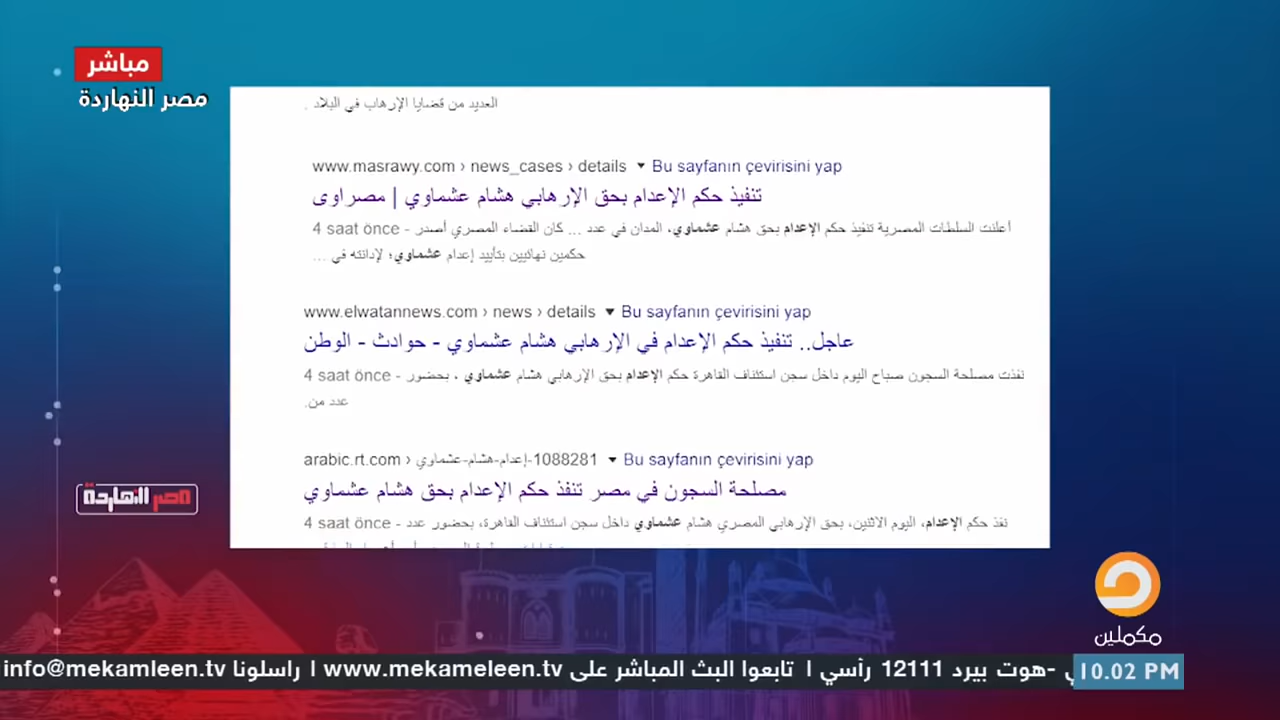 مباشر
مصر النهاردة
العديد من قضايا الإرهاب في البلاد .
www.masrawy.com › news_cases › details ▼ Bu sayfanın çevirisini yap
تنفيذ حكم الإعدام بحق الإرهابي هشام عشماوي | مصراوى
4 saat önce - أعلنت السلطات المصرية تنفيذ حكم الإعدام بحق هشام عشماوي، المدان في عدد ... كان القضاء المصري أصدر
حكمين نهائيين بتأييد إعدام عشماوي؛ لإدانته في ...
www.elwatannews.com › news › details ▼ Bu sayfanın çevirisini yap
عاجل.. تنفيذ حكم الإعدام في الإرهابي هشام عشماوي - حوادث - الوطن
4 saat önce - نفذت مصلحة السجون صباح اليوم داخل سجن استئناف القاهرة حكم الإعدام بحق الإرهابي هشام عشماوي ، بحضور
عدد من.
arabic.rt.com › إعدام-هشام-عشماوي-1088281 ▼ Bu sayfanın çevirisini yap
مصلحة السجون في مصر تنفذ حكم الإعدام بحق هشام عشماوي
4 saat önce - نفذ حكم الإعدام، اليوم الاثنين، بحق الإرهابي المصري هشام عشماوي داخل سجن استئناف القاهرة، بحضور عدد
مصر النهاردة
مكملين
-هوت بيرد 12111 رأسي | تابعوا البث المباشر على www.mekameleen.tv | راسلونا info@mekamleen.tv
10.02 PM